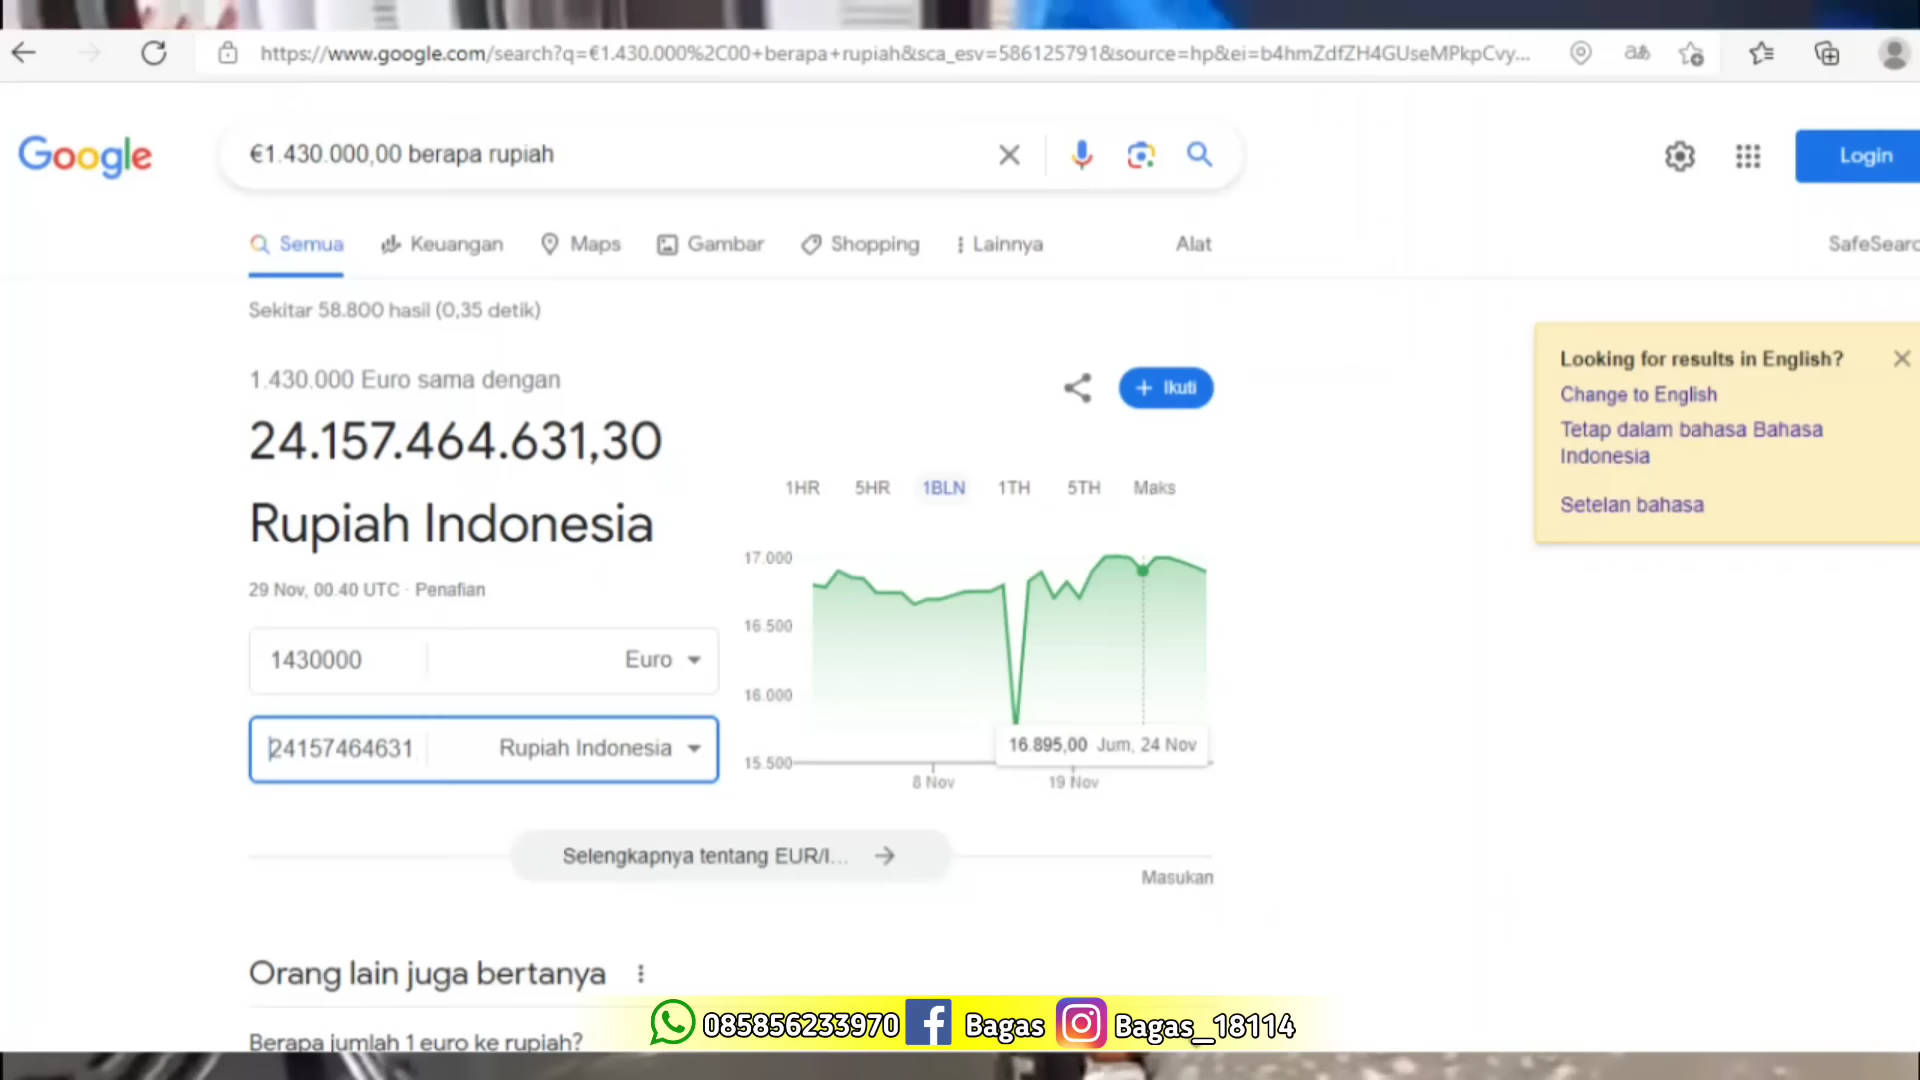 https://www.google.com/search?q=€1.430.000%2C00+berapa+rupiah&sca_esv=586125791&source=hp&ei=b4hmZdfZH4GUseMPkpCvy...
Google
€1.430.000,00 berapa rupiah
Login
Semua
Keuangan
Maps
Gambar
Shopping
Lainnya
Alat
SafeSearc
Sekitar 58.800 hasil (0,35 detik)
1.430.000 Euro sama dengan
24.157.464.631,30
Rupiah Indonesia
29 Nov, 00.40 UTC · Penafian
1430000 Euro
24157464631 Rupiah Indonesia
+ Ikuti
1HR 5HR 1BLN 1TH 5TH Maks
17.000
16.500
16.000
15.500
16.895,00 Jum, 24 Nov
8 Nov 19 Nov
Selengkapnya tentang EUR/I...
Masukan
Looking for results in English?
Change to English
Tetap dalam bahasa Bahasa
Indonesia
Setelan bahasa
Orang lain juga bertanya
Berapa jumlah 1 euro ke rupiah?
085856233970 Bagas Bagas_18114